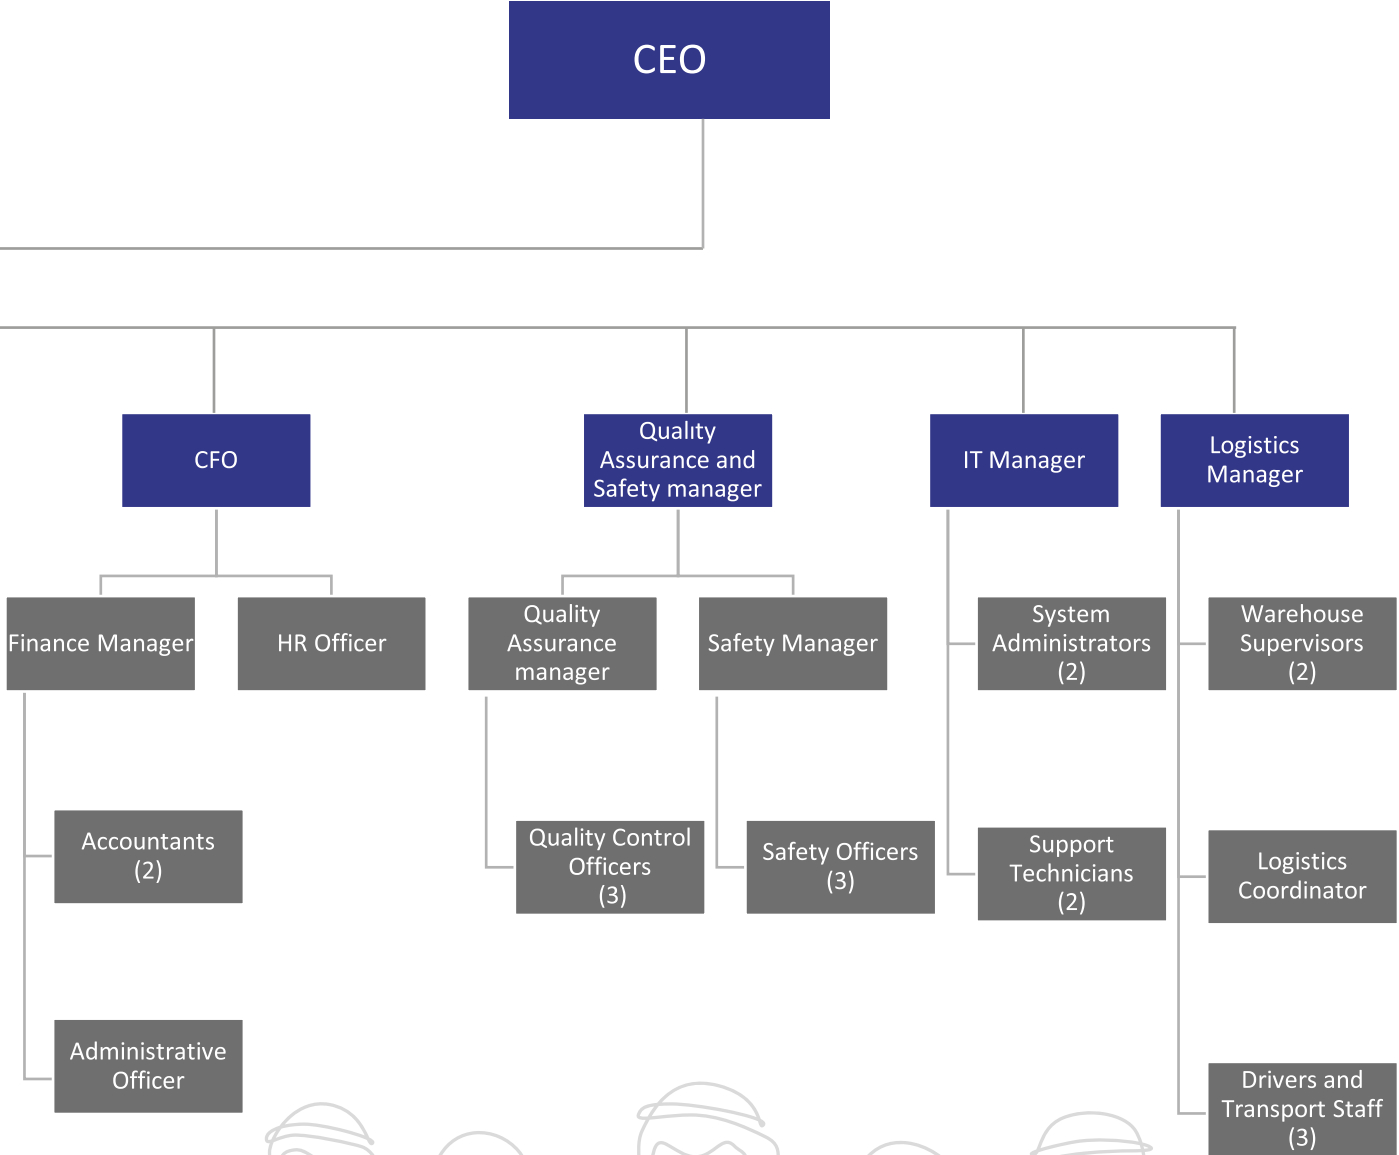 CEO
CFO
Quality
Assurance and
Safety manager
IT Manager
Logistics
Manager
Finance Manager
HR Officer
Quality
Assurance
manager
Safety Manager
System
Administrators
(2)
Warehouse
Supervisors
(2)
Accountants
(2)
Quality Control
Officers
(3)
Safety Officers
(3)
Support
Technicians
(2)
Logistics
Coordinator
Administrative
Officer
Drivers and
Transport Staff
(3)